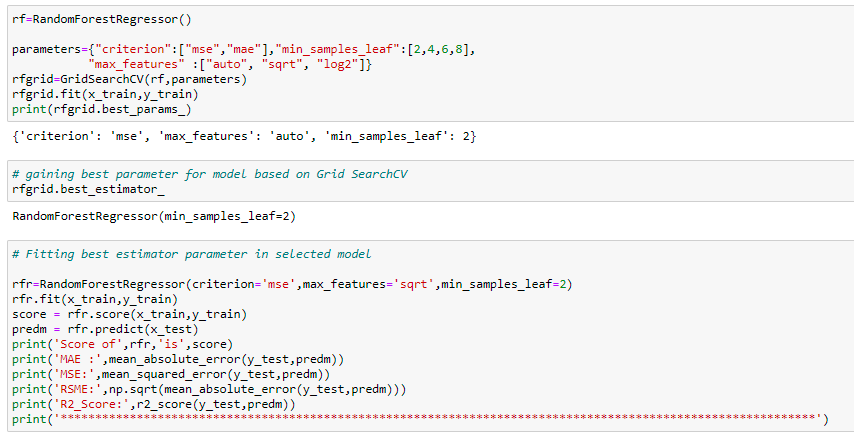 rf=RandomForestRegressor()
parameters={"criterion":["mse","mae"],"min_samples_leaf":[2,4,6,8],
"max_features" :["auto", "sqrt", "log2"]}
rfgrid=GridSearchCV(rf,parameters)
rfgrid.fit(x_train,y_train)
print(rfgrid.best_params_)
{'criterion': 'mse', 'max_features': 'auto', 'min_samples_leaf': 2}
# gaining best parameter for model based on Grid SearchCV
rfgrid.best_estimator_
RandomForestRegressor(min_samples_leaf=2)
# Fitting best estimator parameter in selected model
rfr=RandomForestRegressor(criterion='mse',max_features='sqrt',min_samples_leaf=2)
rfr.fit(x_train,y_train)
score = rfr.score(x_train,y_train)
predm = rfr.predict(x_test)
print('Score of',rfr,'is',score)
print('MAE :',mean_absolute_error(y_test,predm))
print('MSE:',mean_squared_error(y_test,predm))
print('RSME:',np.sqrt(mean_absolute_error(y_test,predm)))
print('R2_Score:',r2_score(y_test,predm))
print('*************************************************************************************************************')